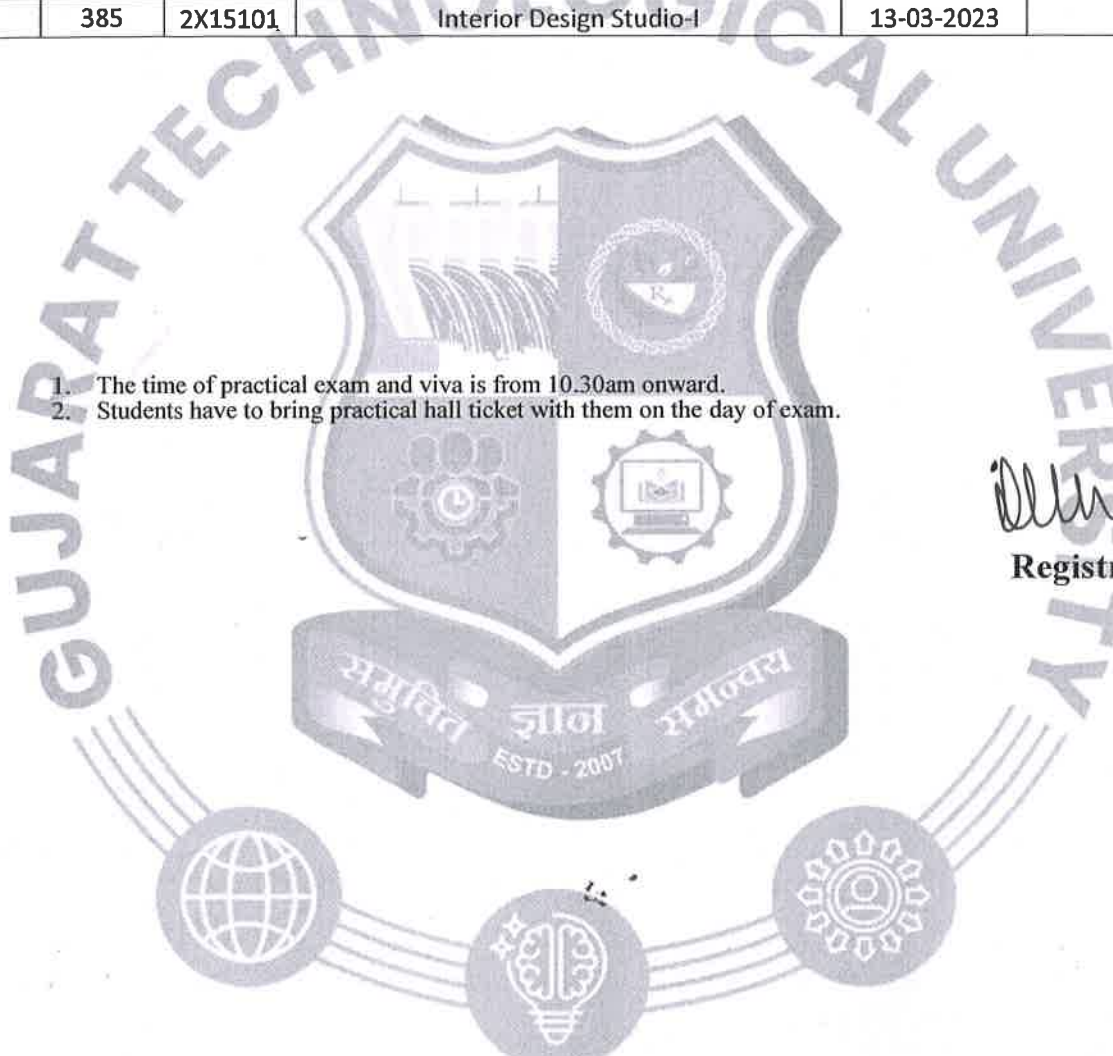 385 2X15101 Interior Design Studio-I 13-03-2023
GUJARAT TECHNOLOGICAL UNIVERSITY
1. The time of practical exam and viva is from 10.30am onward.
2. Students have to bring practical hall ticket with them on the day of exam.
Registr
समुचित ज्ञान समन्वय
ESTD - 2007